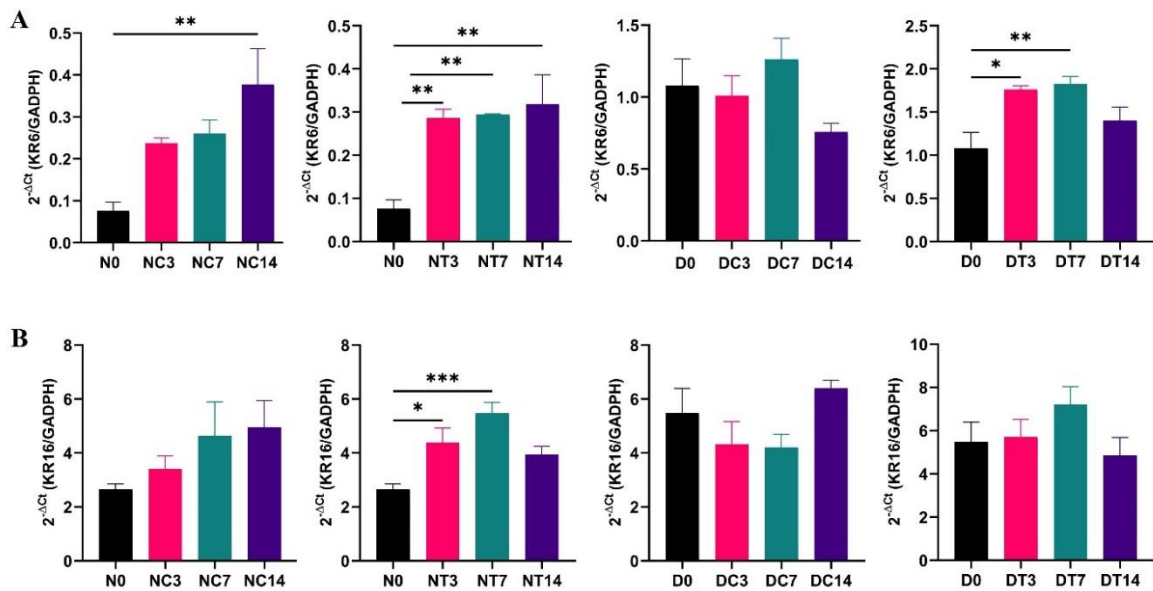 A
2-ΔCt (KR6/GADPH)
0.5
0.4
0.3
0.2
0.1
0.0
**
N0 NC3 NC7 NC14
2-ΔCt (KR6/GADPH)
0.5
0.4
0.3
0.2
0.1
0.0
**
**
**
N0 NT3 NT7 NT14
2-ΔCt (KR6/GADPH)
1.5
1.0
0.5
0.0
D0 DC3 DC7 DC14
2-ΔCt (KR6/GADPH)
2.5
2.0
1.5
1.0
0.5
0.0
**
*
D0 DT3 DT7 DT14
B
2-ΔCt (KR16/GADPH)
8
6
4
2
0
N0 NC3 NC7 NC14
2-ΔCt (KR16/GADPH)
8
6
4
2
0
***
*
N0 NT3 NT7 NT14
2-ΔCt (KR16/GADPH)
8
6
4
2
0
D0 DC3 DC7 DC14
2-ΔCt (KR16/GADPH)
10
8
6
4
2
0
D0 DT3 DT7 DT14